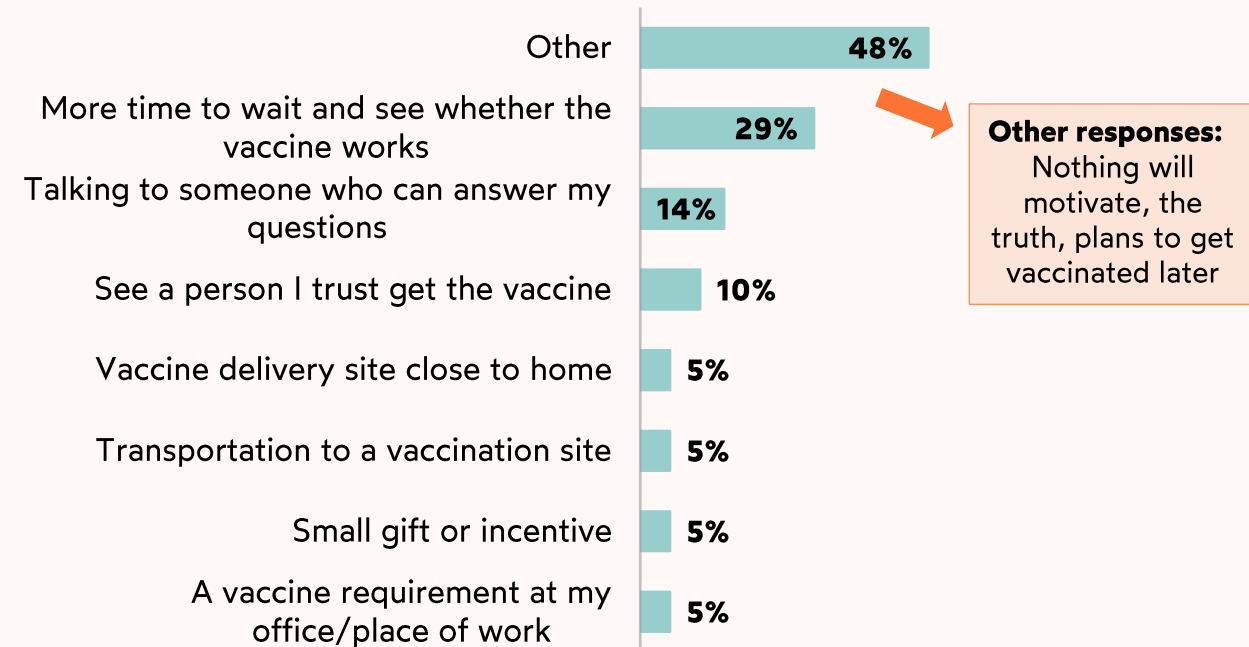 Other
48%
More time to wait and see whether the
vaccine works
29%
Talking to someone who can answer my
questions
14%
See a person I trust get the vaccine
10%
Vaccine delivery site close to home
5%
Transportation to a vaccination site
5%
Small gift or incentive
5%
A vaccine requirement at my
office/place of work
5%
Other responses:
Nothing will
motivate, the
truth, plans to get
vaccinated later